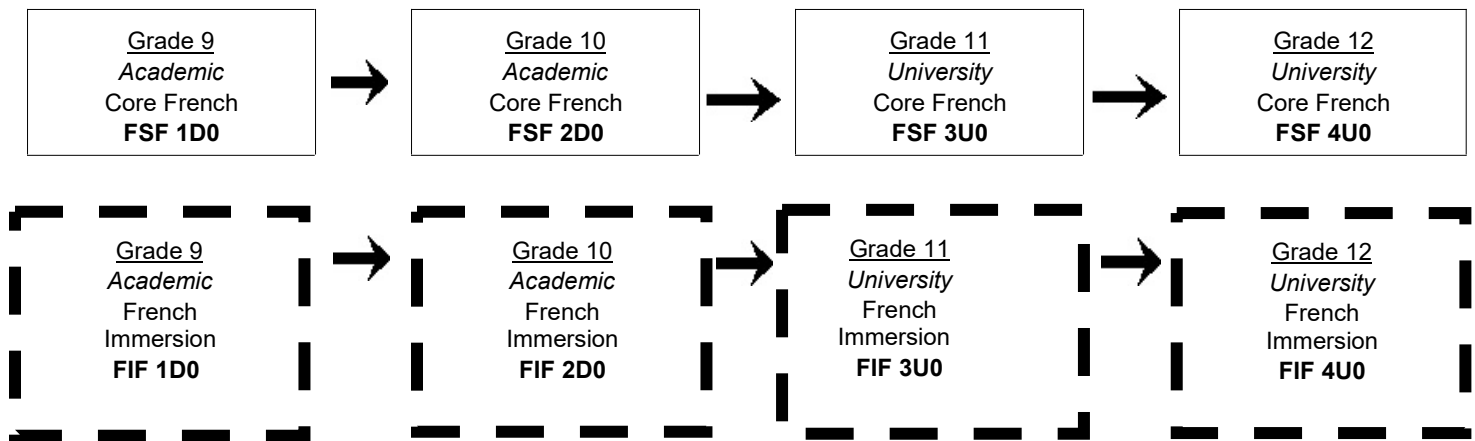 Grade 9
Academic
Core French
FSF 1D0
Grade 10
Academic
Core French
FSF 2D0
Grade 11
University
Core French
FSF 3U0
Grade 12
University
Core French
FSF 4U0
Grade 9
Academic
French
Immersion
FIF 1D0
Grade 10
Academic
French
Immersion
FIF 2D0
Grade 11
University
French
Immersion
FIF 3U0
Grade 12
University
French
Immersion
FIF 4U0